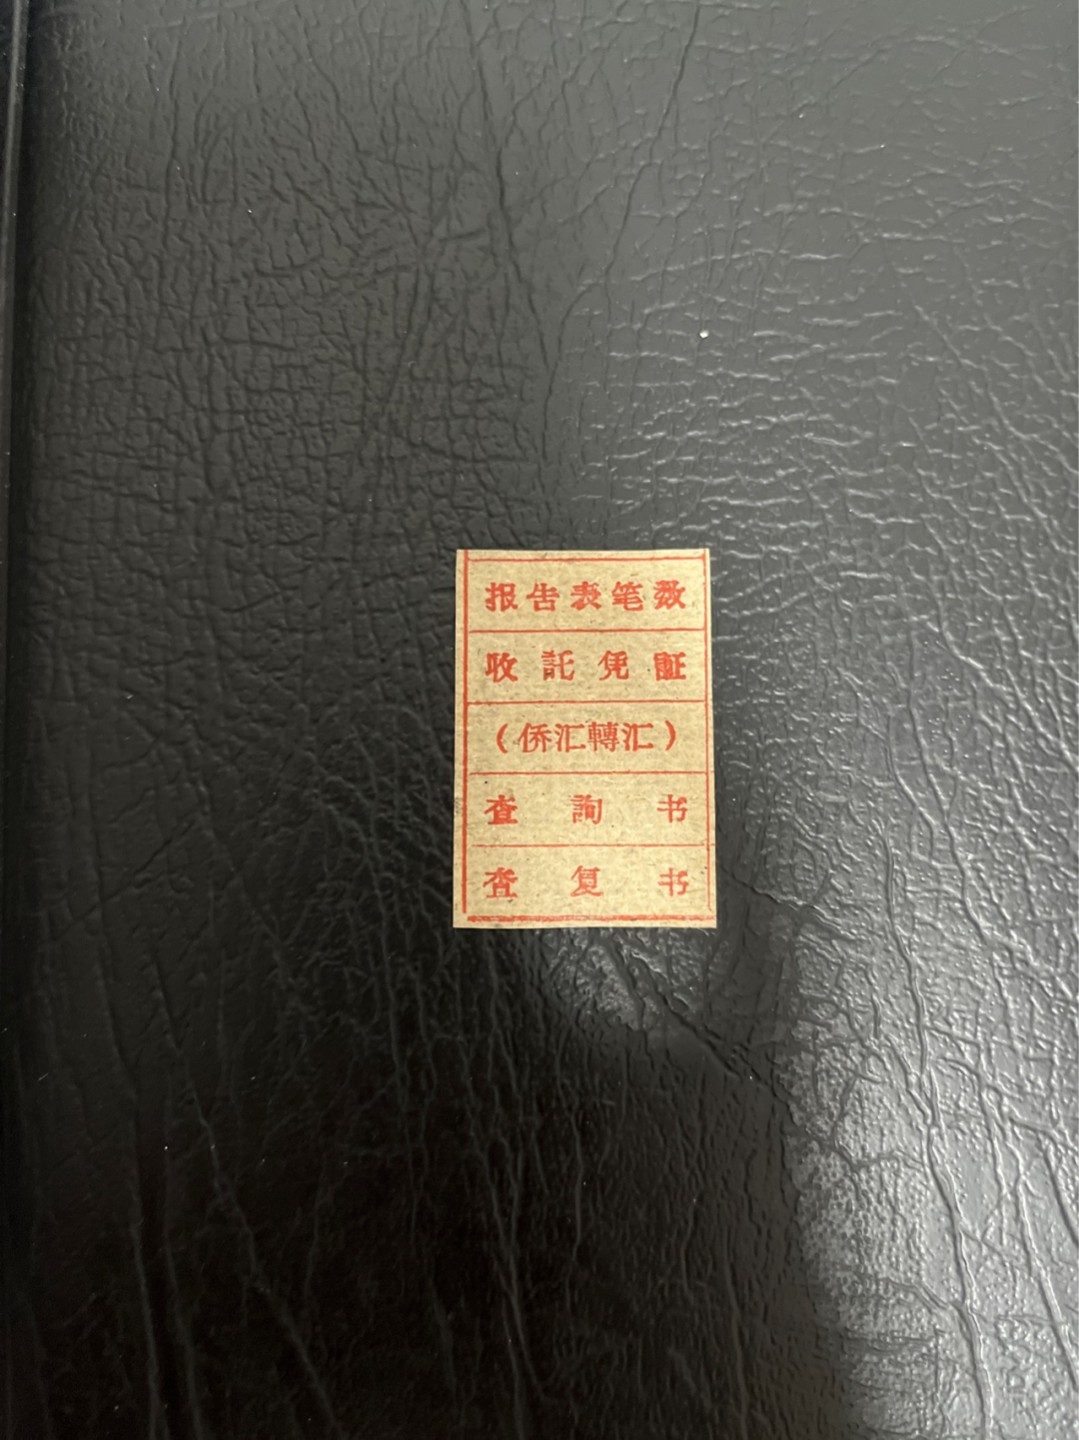 报告表笔数
收託凭証
（侨汇轉汇）
查詢书
查复书